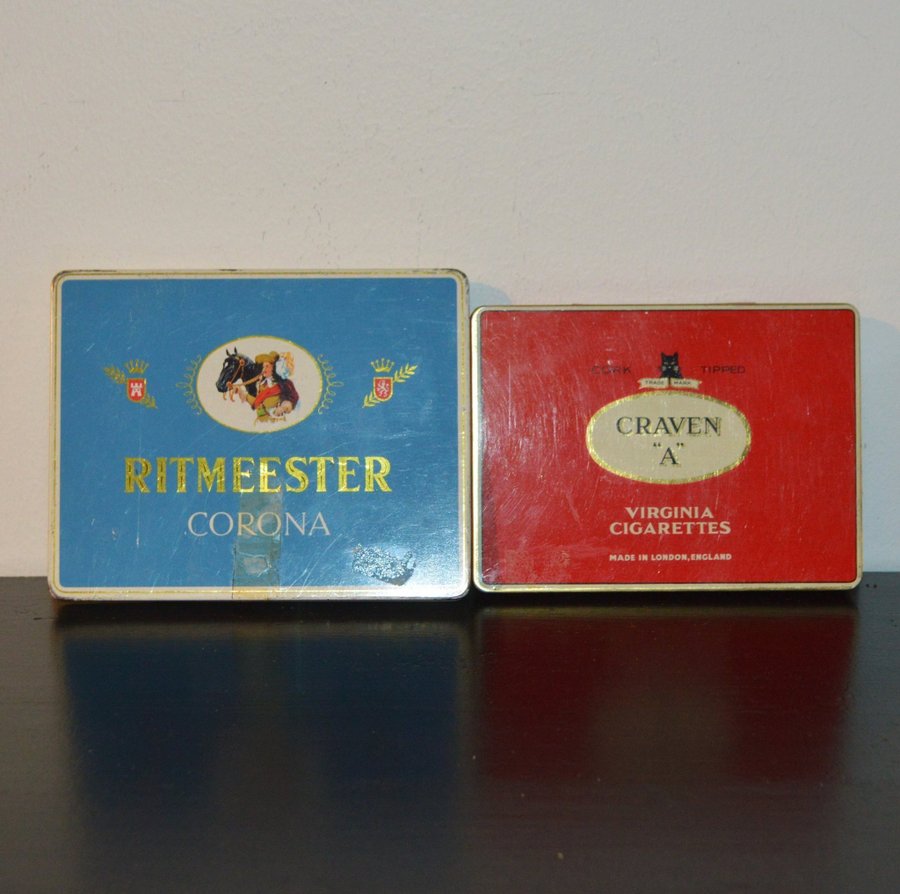 RITMEESTER
CORONA
CORK TIPPED
TRADE MARK
CRAVEN
"A"
VIRGINIA
CIGARETTES
MADE IN LONDON, ENGLAND